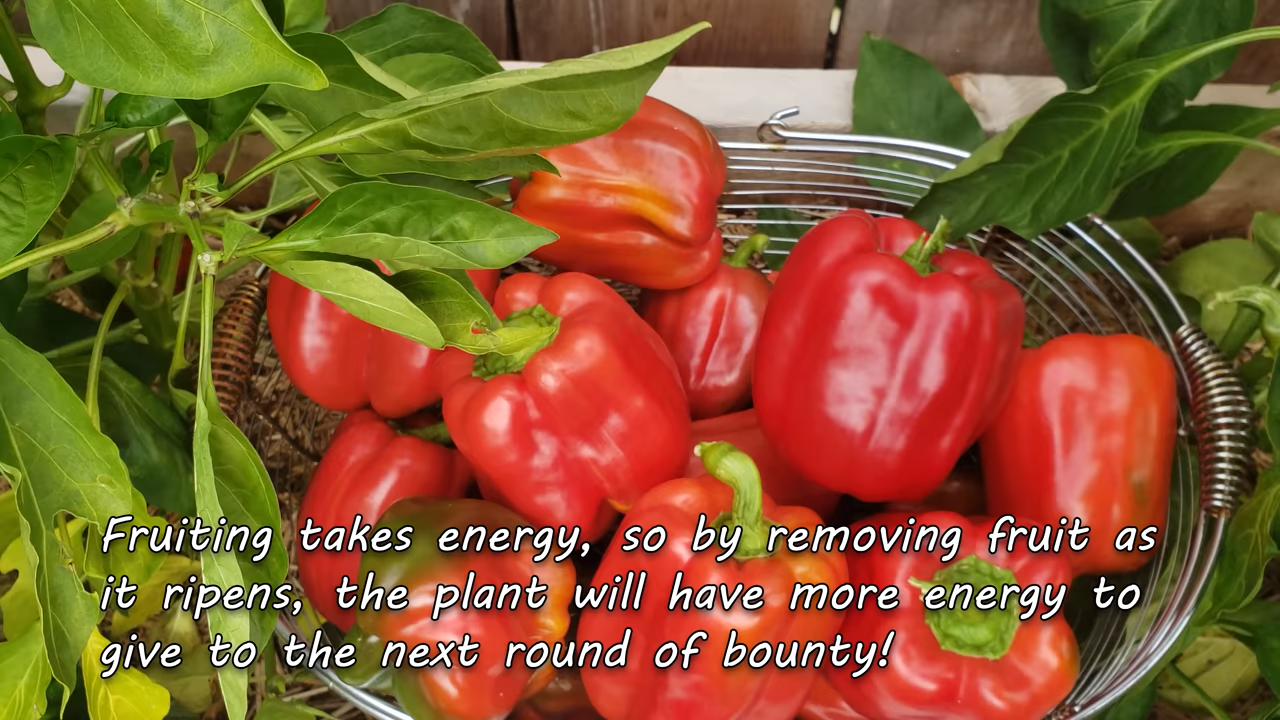 Fruiting takes energy, so by removing fruit as
it ripens, the plant will have more energy to
give to the next round of bounty!